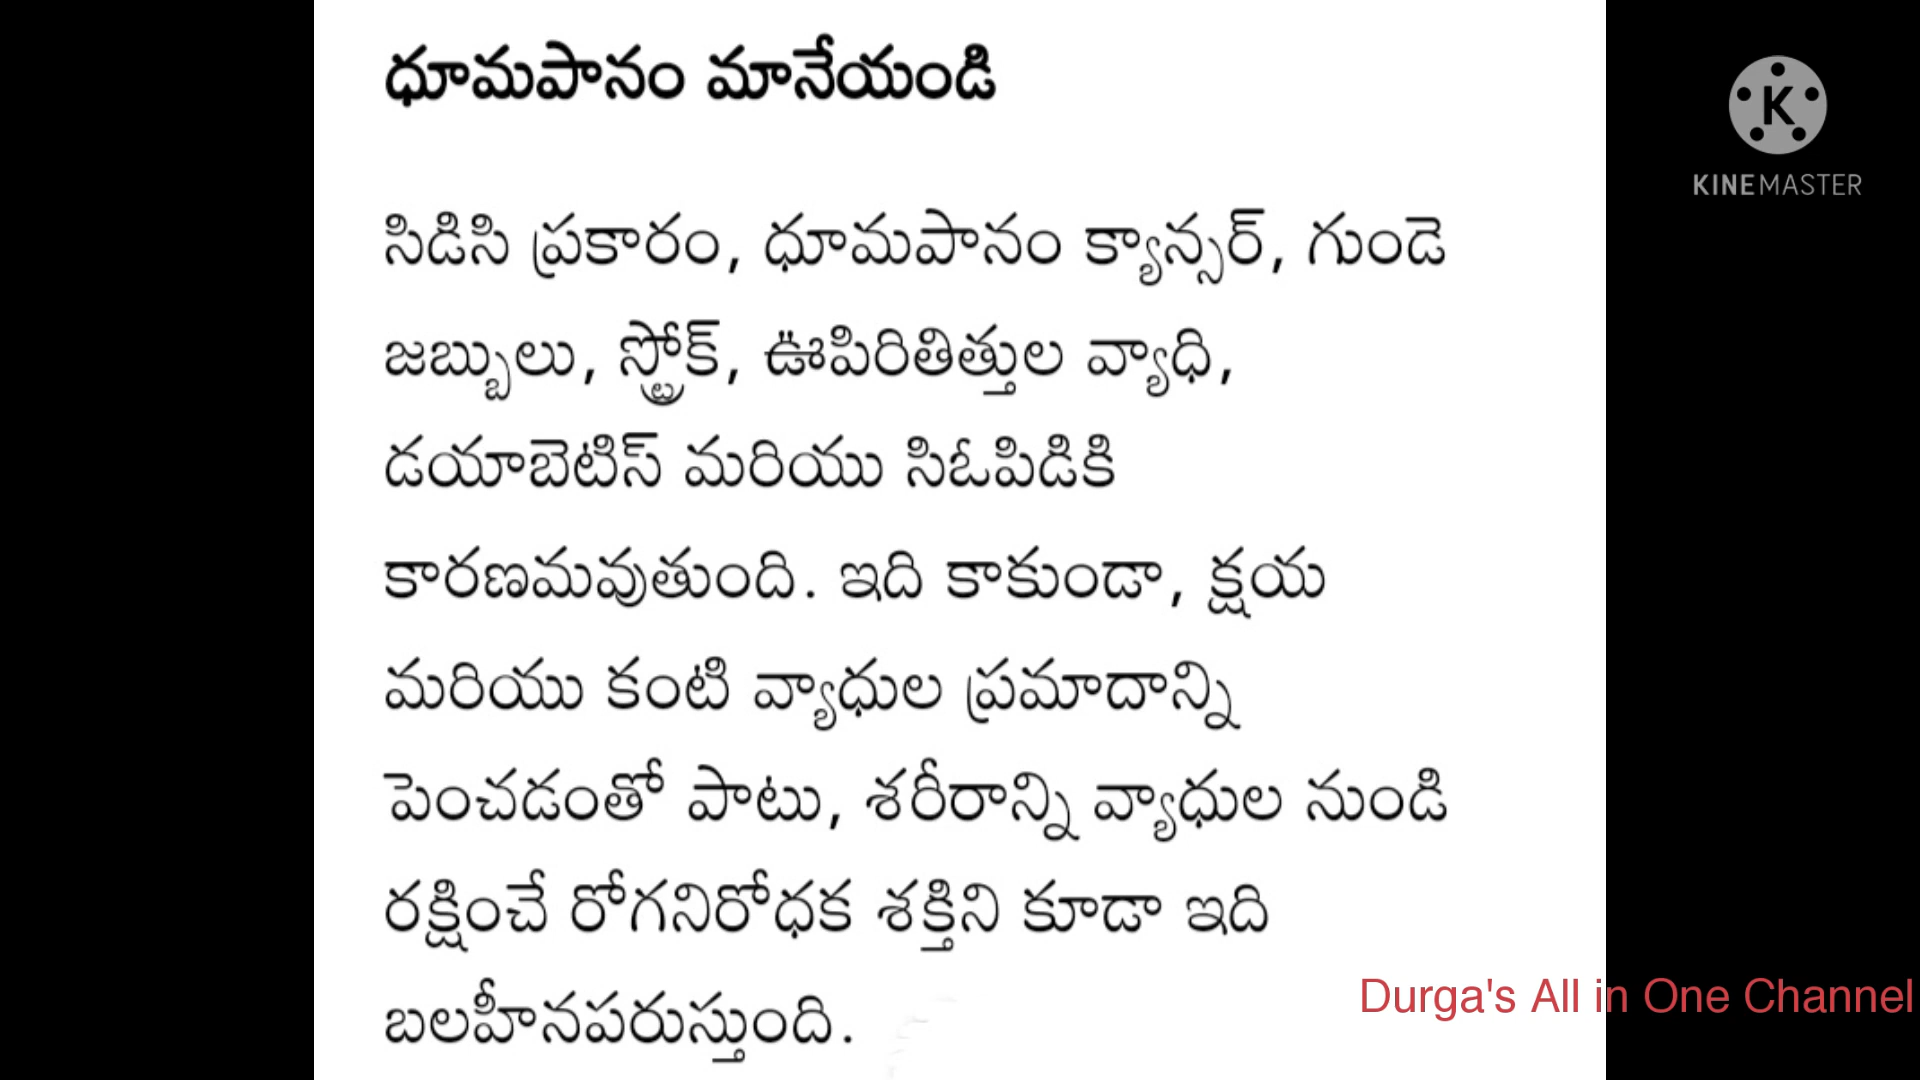 ధూమపానం మానేయండి
సిడిసి ప్రకారం, ధూమపానం క్యాన్సర్, గుండె
జబ్బులు, స్ట్రోక్, ఊపిరితిత్తుల వ్యాధి,
డయాబెటిస్ మరియు సిఓపిడికి
కారణమవుతుంది. ఇది కాకుండా, క్షయ
మరియు కంటి వ్యాధుల ప్రమాదాన్ని
పెంచడంతో పాటు, శరీరాన్ని వ్యాధుల నుండి
రక్షించే రోగనిరోధక శక్తిని కూడా ఇది
బలహీనపరుస్తుంది.
K
KINEMASTER
Durga's All in One Channel